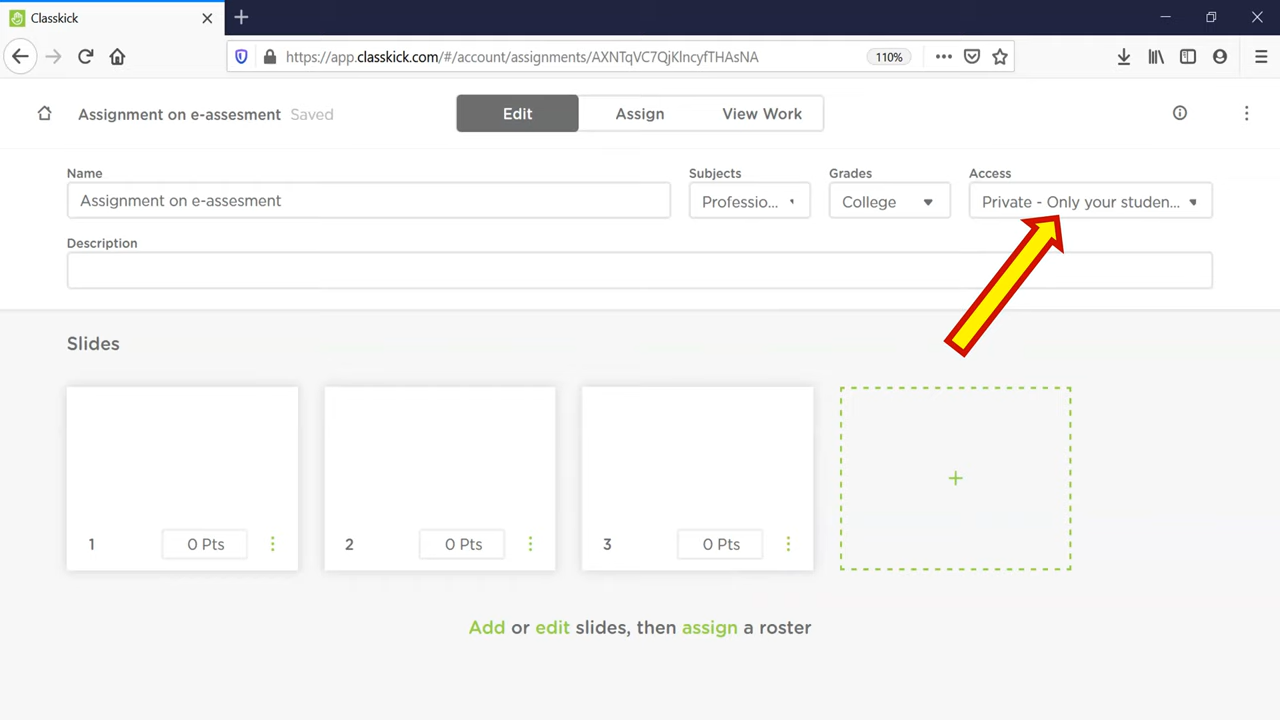 Classkick
https://app.classkick.com/#/account/assignments/AXNTqVC7QjKlncyfTHAsNA
110%
Assignment on e-assesment Saved
Edit Assign View Work
Name Subjects Grades Access
Assignment on e-assesment Professio... College Private - Only your studen...
Description
Slides
1 0 Pts 2 0 Pts 3 0 Pts
+
Add or edit slides, then assign a roster